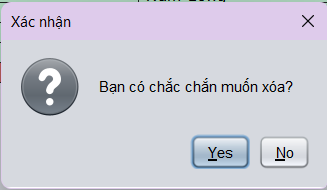 Xác nhận
Bạn có chắc chắn muốn xóa?
Yes No